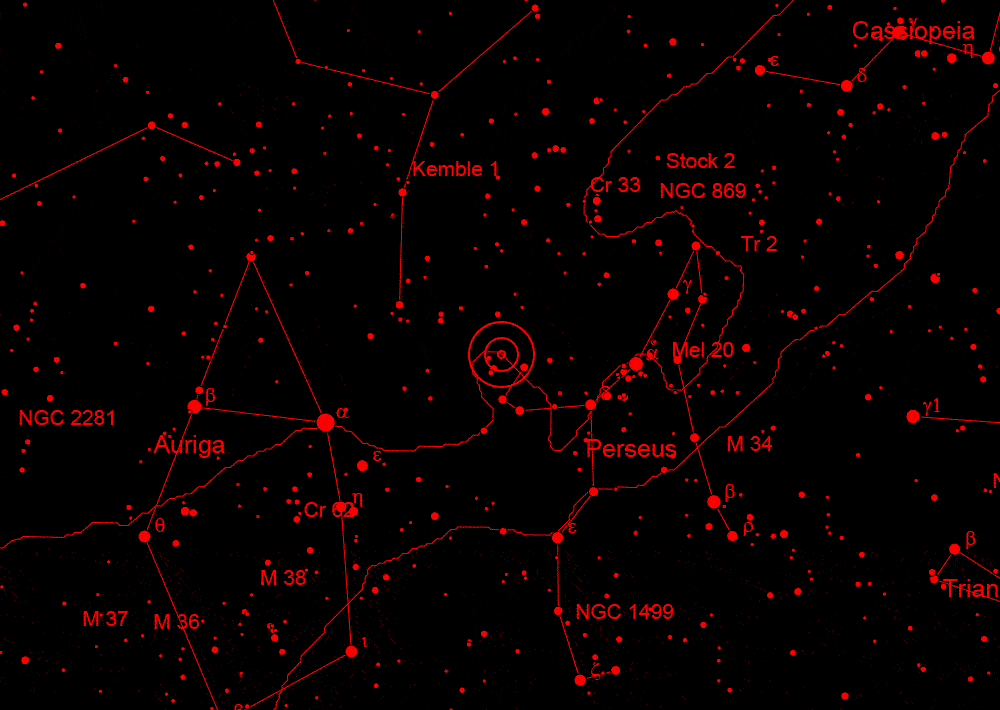 Cassiopeia
γ
η
ε
δ
Stock 2
Kemble 1
Cr 33
NGC 869
Tr 2
γ
α
Mel 20
β
α
γ1
NGC 2281
Auriga
Perseus
M 34
ε
η
β
Cr 62
θ
ε
ρ
β
M 38
Trian
NGC 1499
M 37
M 36
ι
ζ